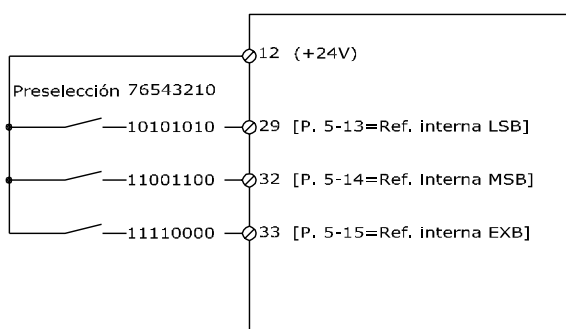 12 (+24V)
Preselección 76543210
10101010 29 [P. 5-13=Ref. interna LSB]
11001100 32 [P. 5-14=Ref. interna MSB]
11110000 33 [P. 5-15=Ref. interna EXB]